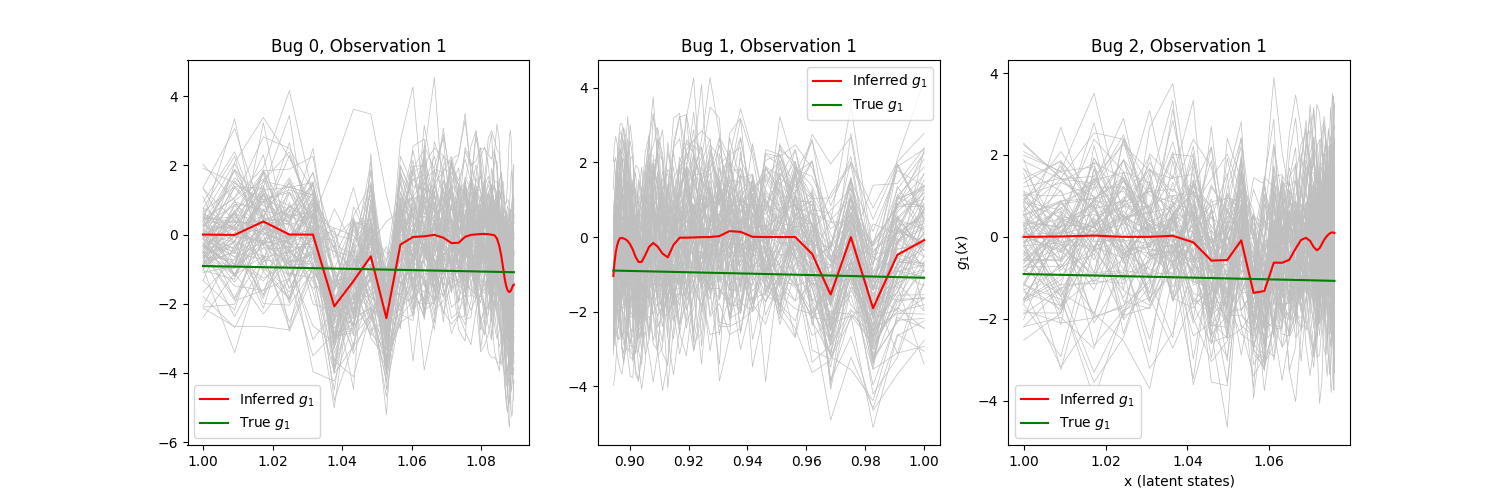 Bug 0, Observation 1
4
2
0
−2
−4
−6
1.00 1.02 1.04 1.06 1.08
Inferred g1
True g1
Bug 1, Observation 1
4
2
0
−2
−4
0.90 0.92 0.94 0.96 0.98 1.00
Inferred g1
True g1
Bug 2, Observation 1
g1(x)
4
2
0
−2
−4
1.00 1.02 1.04 1.06
x (latent states)
Inferred g1
True g1